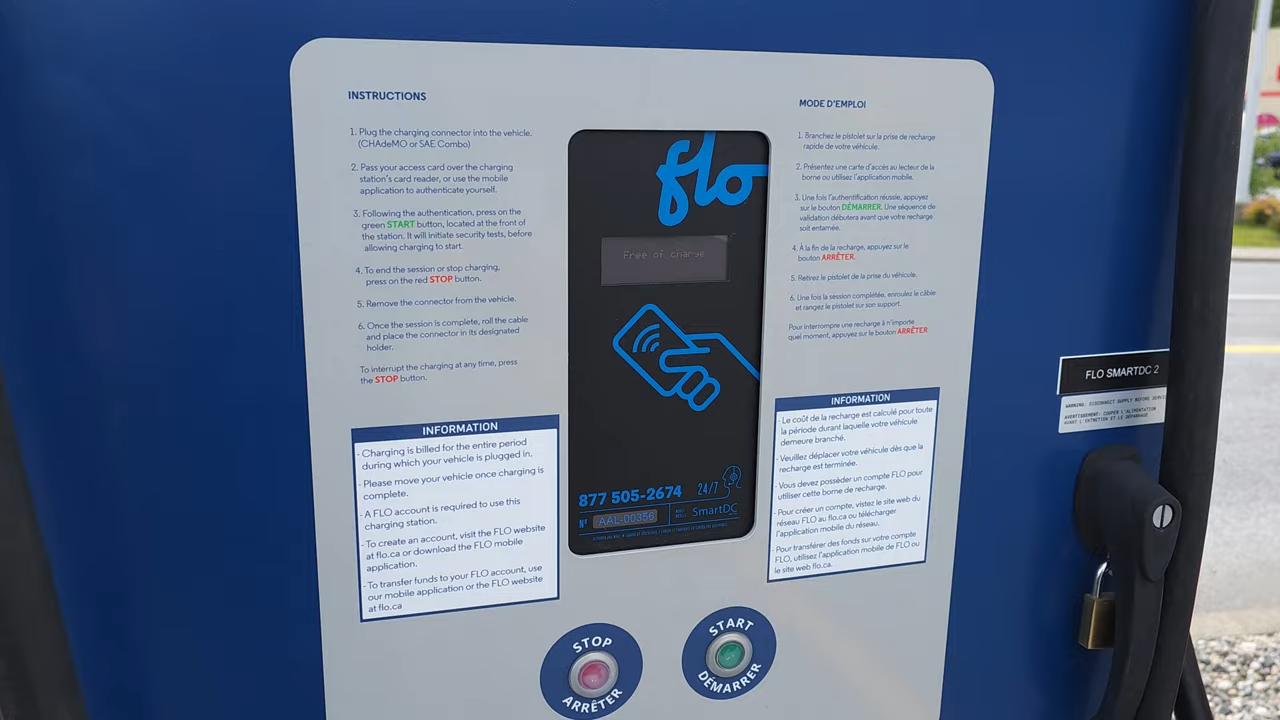 INSTRUCTIONS
1. Plug the charging connector into the vehicle.
(CHAdeMO or SAE Combo)
2. Pass your access card over the charging
station's card reader, or use the mobile
application to authenticate yourself.
3. Following the authentication, press on the
green START button, located at the front of
the station. It will initiate security tests, before
allowing charging to start.
4. To end the session or stop charging,
press on the red STOP button.
5. Remove the connector from the vehicle.
6. Once the session is complete, roll the cable
and place the connector in its designated
holder.
To interrupt the charging at any time, press
the STOP button.
INFORMATION
- Charging is billed for the entire period
during which your vehicle is plugged in.
- Please move your vehicle once charging is
complete.
- A FLO account is required to use this
charging station.
- To create an account, visit the FLO website
at flo.ca or download the FLO mobile
application.
- To transfer funds to your FLO account, use
our mobile application or the FLO website
at flo.ca
flo
Free of charge
877 505-2674 24/7
N° AAL-00356 SmartDC
MODE D'EMPLOI
1. Branchez le pistolet sur la prise de recharge
rapide de votre véhicule.
2. Présentez une carte d'accès au lecteur de la
borne ou utilisez l'application mobile.
3. Une fois l'authentification réussie, appuyez
sur le bouton DÉMARRER. Une séquence de
validation débutera avant que votre recharge
soit entamée.
4. À la fin de la recharge, appuyez sur le
bouton ARRÊTER.
5. Retirez le pistolet de la prise du véhicule.
6. Une fois la session complétée, enroulez le câble
et rangez le pistolet sur son support.
Pour interrompre une recharge à n'importe
quel moment, appuyez sur le bouton ARRÊTER
INFORMATION
- Le coût de la recharge est calculé pour toute
la période durant laquelle votre véhicule
demeure branché.
- Veuillez déplacer votre véhicule dès que la
recharge est terminée.
- Vous devez posséder un compte FLO pour
utiliser cette borne de recharge.
- Pour créer un compte, visitez le site web du
réseau FLO au flo.ca ou télécharger
l'application mobile du réseau.
- Pour transférer des fonds sur votre compte
FLO, utilisez l'application mobile de FLO ou
le site web flo.ca.
STOP
ARRÊTER
START
DÉMARRER
FLO SMARTDC 2
WARNING: DISCONNECT SUPPLY BEFORE
AVERTISSEMENT: COUPER L'ALIMENTATION
AVANT L'ENTRETIEN ET LE DÉPANNAGE